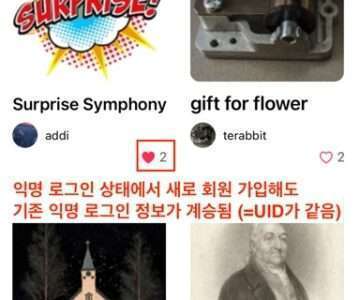 SURPRISE!
Surprise Symphony
gift for flower
addi
terabbit
2
2
익명 로그인 상태에서 새로 회원 가입해도
기존 익명 로그인 정보가 계승됨 (=UID가 같음)